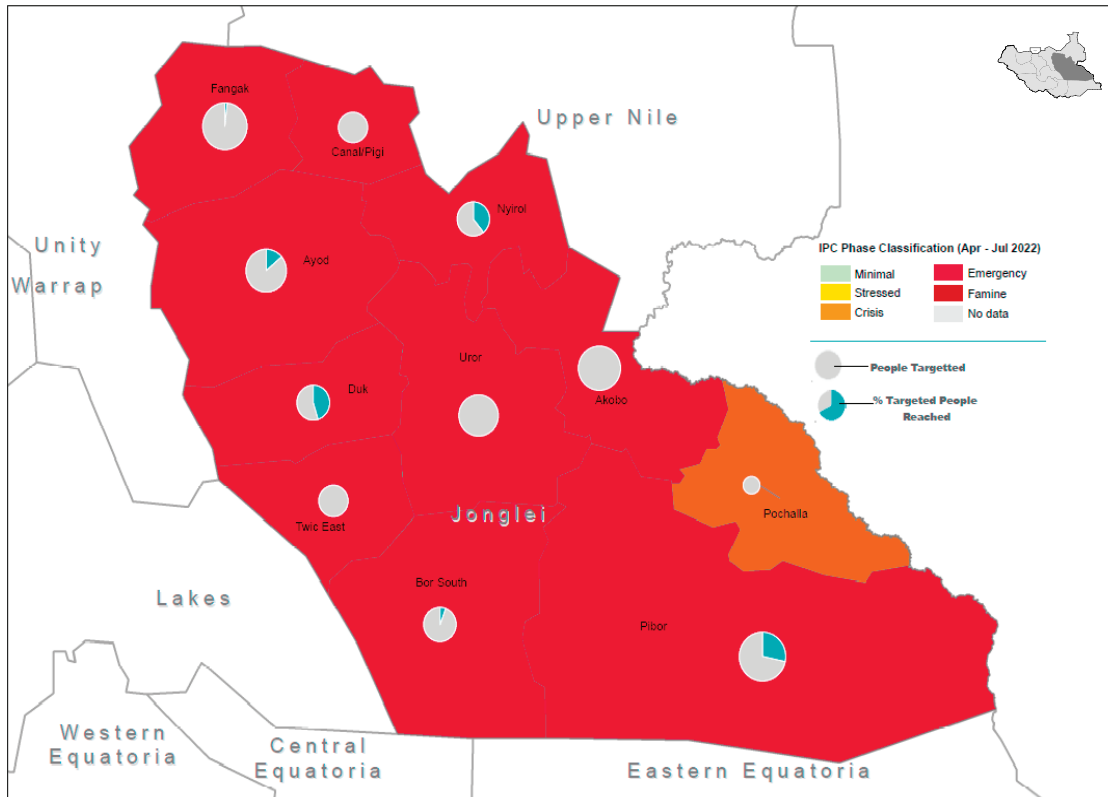 Fangak
Canal/Pigi
Upper Nile
Nyirol
Unity
Warrap
Ayod
IPC Phase Classification (Apr - Jul 2022)
Minimal
Emergency
Stressed
Famine
Crisis
No data
Uror
People Targetted
Duk
Akobo
% Targeted People
Reached
Twic East
Jonglei
Pochalla
Bor South
Lakes
Pibor
Western
Equatoria
Central
Equatoria
Eastern Equatoria